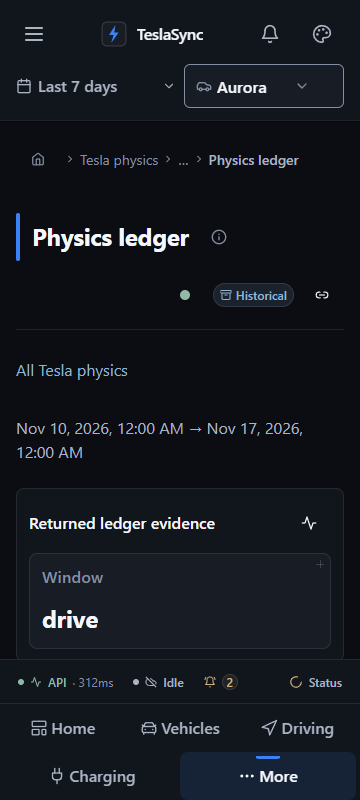 TeslaSync
Last 7 days
Aurora
Tesla physics > ... > Physics ledger
Physics ledger
Historical
All Tesla physics
Nov 10, 2026, 12:00 AM → Nov 17, 2026,
12:00 AM
Returned ledger evidence
Window
drive
API · 312ms
Idle
2
Status
Home
Vehicles
Driving
Charging
More